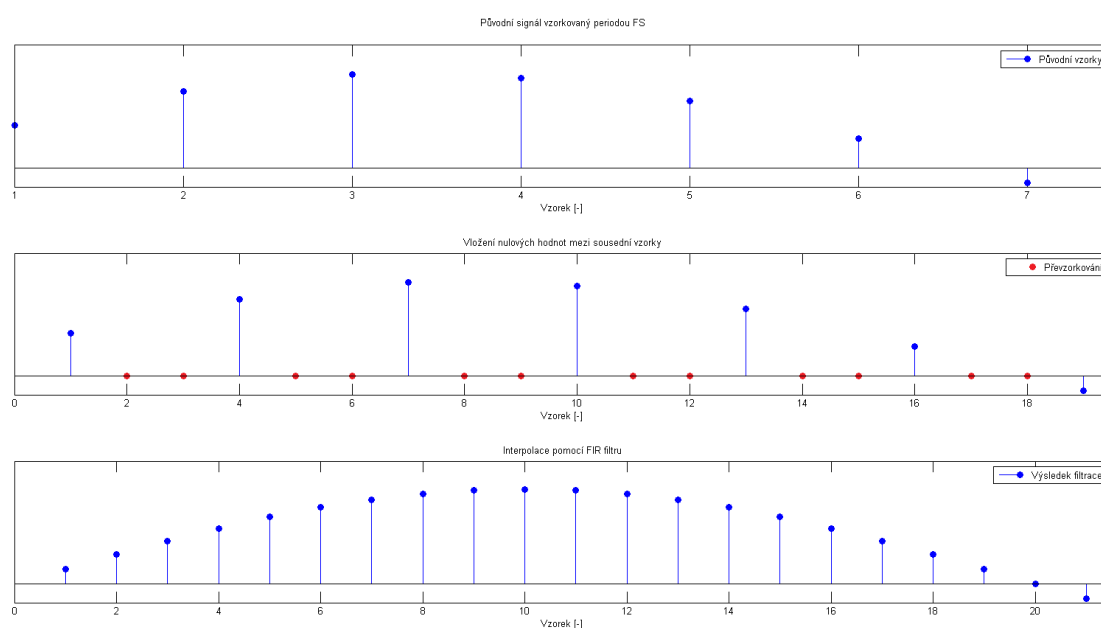 Původní signál vzorkovaný periodou FS
Původní vzorky
1 2 3 4 5 6 7
Vzorek [-]
Vložení nulových hodnot mezi sousední vzorky
Převzorkování
0 2 4 6 8 10 12 14 16 18
Vzorek [-]
Interpolace pomocí FIR filtru
Výsledek filtrace
0 2 4 6 8 10 12 14 16 18 20
Vzorek [-]